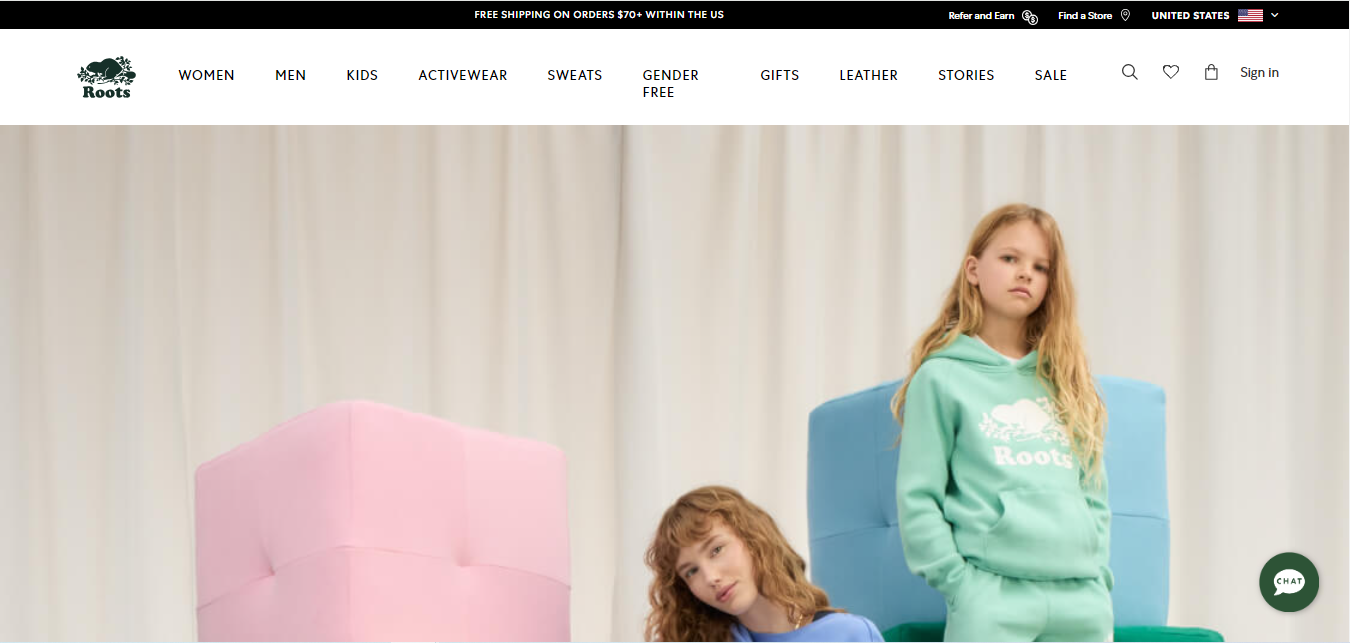 FREE SHIPPING ON ORDERS $70+ WITHIN THE US
Refer and Earn
Find a Store
UNITED STATES
Roots
WOMEN
MEN
KIDS
ACTIVEWEAR
SWEATS
GENDER
FREE
GIFTS
LEATHER
STORIES
SALE
Sign in
Roots
CHAT